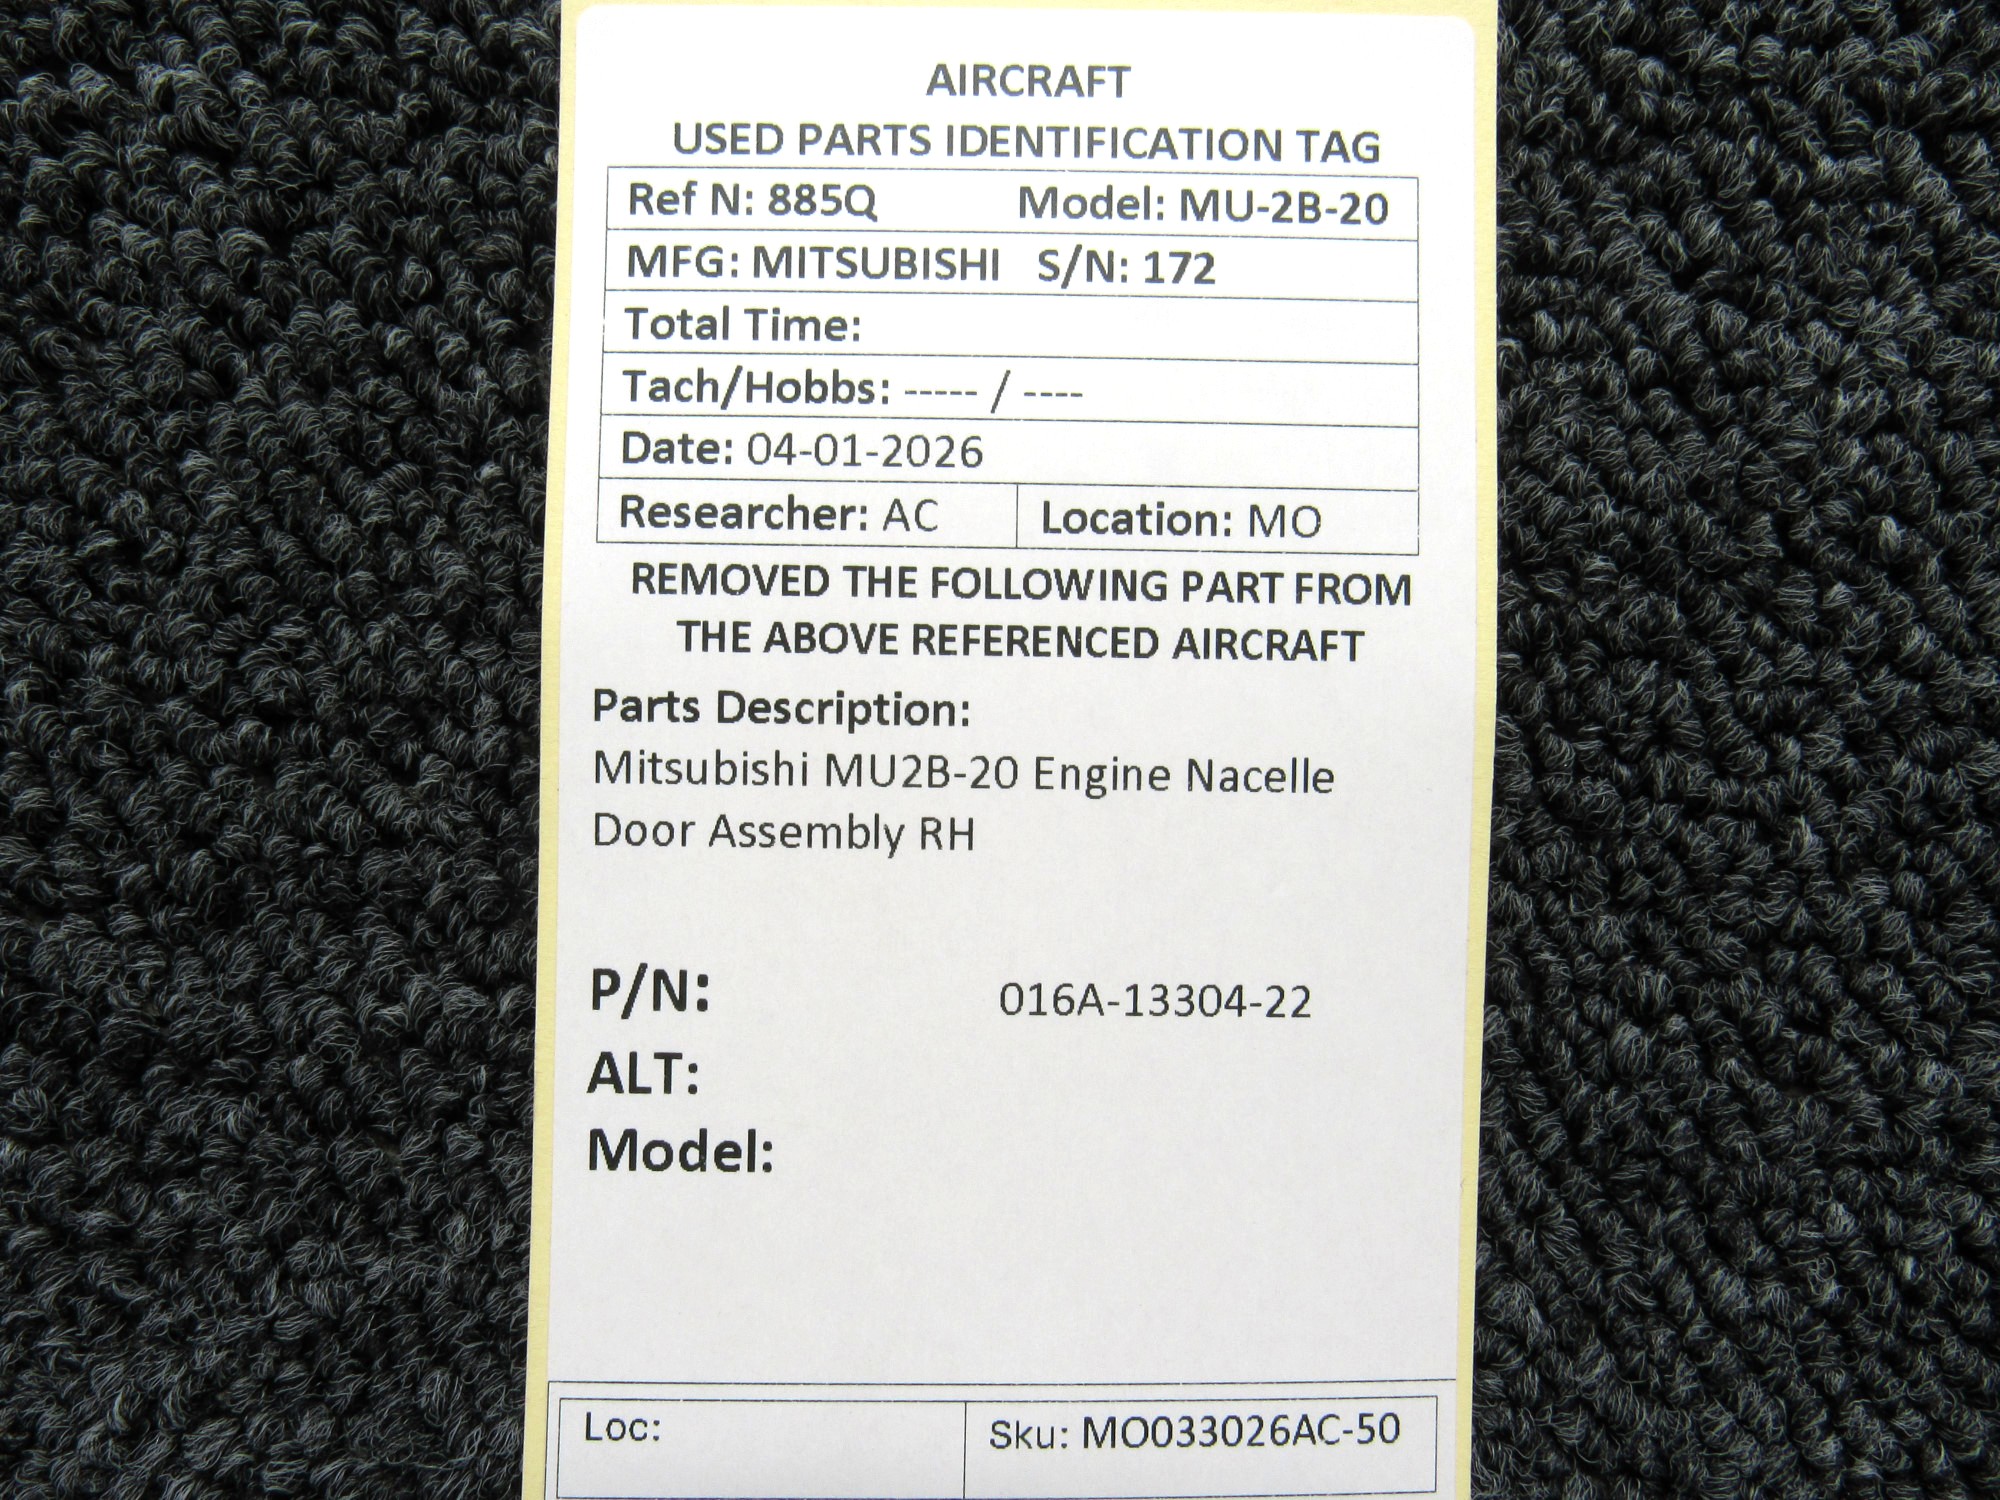 AIRCRAFT
USED PARTS IDENTIFICATION TAG
Ref N: 885Q Model: MU-2B-20
MFG: MITSUBISHI S/N: 172
Total Time:
Tach/Hobbs: ----- / ----
Date: 04-01-2026
Researcher: AC Location: MO
REMOVED THE FOLLOWING PART FROM
THE ABOVE REFERENCED AIRCRAFT
Parts Description:
Mitsubishi MU2B-20 Engine Nacelle
Door Assembly RH
P/N: 016A-13304-22
ALT:
Model:
Loc: Sku: MO033026AC-50